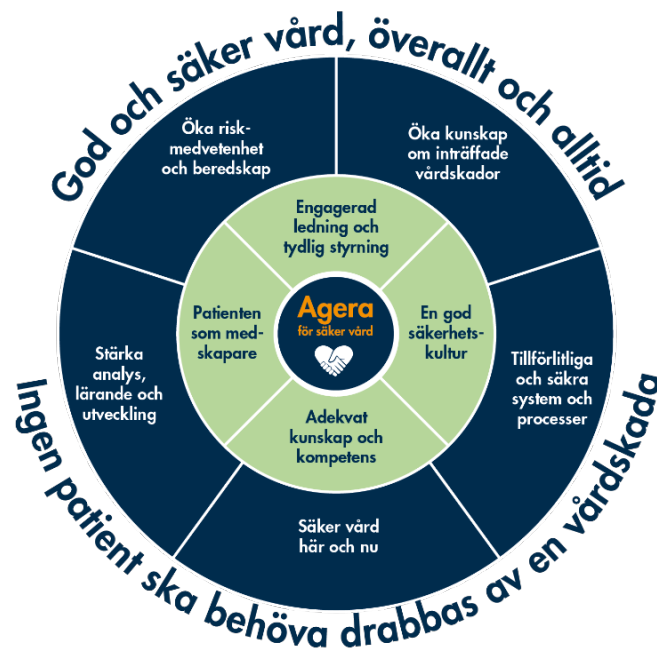 God och säker vård, överallt och alltid
Öka risk-
medvetenhet
och beredskap
Öka kunskap
om inträffade
vårdskador
Engagerad
ledning och
tydlig styrning
Patienten
som med-
skapare
Agera
för säker vård
En god
säkerhets-
kultur
Stärka
analys,
lärande och
utveckling
Tillförlitliga
och säkra
system och
processer
Adekvat
kunskap och
kompetens
Säker vård
här och nu
Ingen patient ska behöva drabbas av en vårdskada